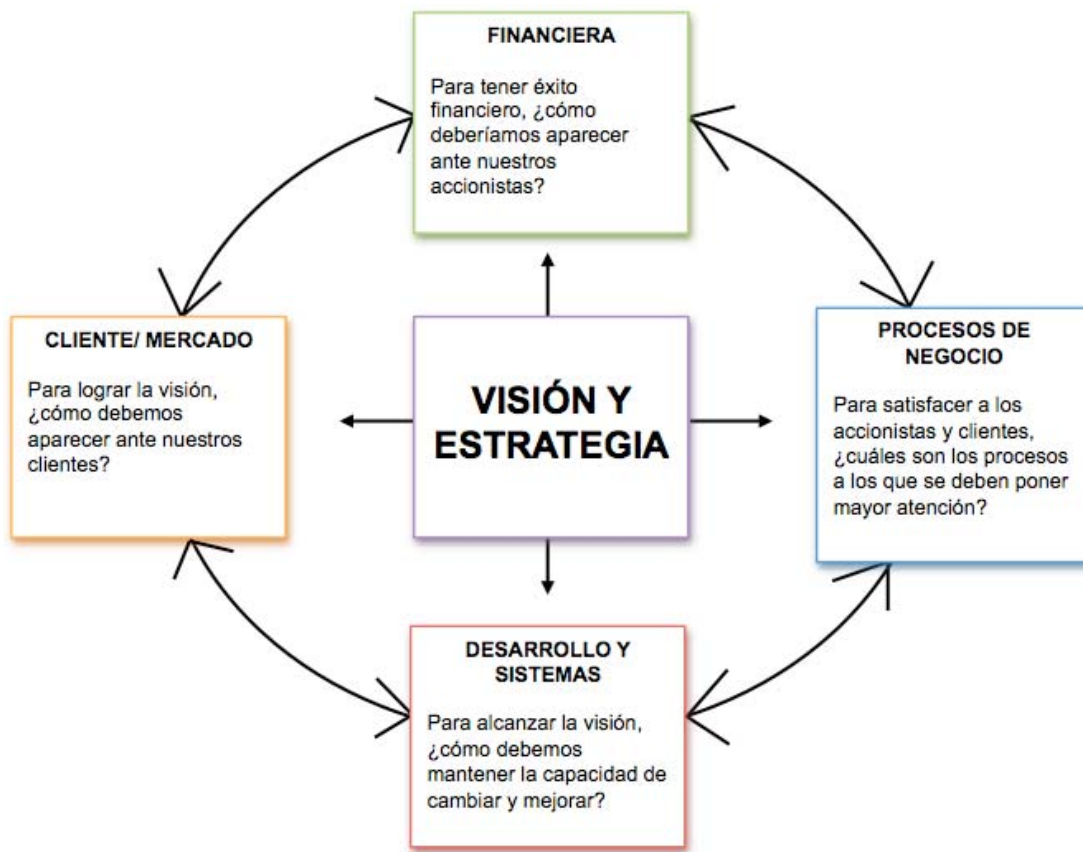 FINANCIERA
Para tener éxito
financiero, ¿cómo
deberíamos aparecer
ante nuestros
accionistas?
CLIENTE/ MERCADO
Para lograr la visión,
¿cómo debemos
aparecer ante nuestros
clientes?
VISIÓN Y
ESTRATEGIA
PROCESOS DE
NEGOCIO
Para satisfacer a los
accionistas y clientes,
¿cuáles son los procesos
a los que se deben poner
mayor atención?
DESARROLLO Y
SISTEMAS
Para alcanzar la visión,
¿cómo debemos
mantener la capacidad de
cambiar y mejorar?